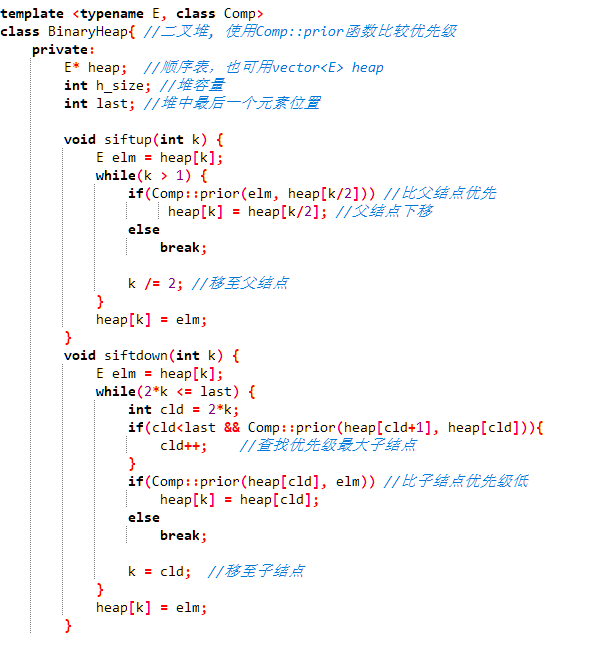 template <typename E, class Comp>
class BinaryHeap{ //二叉堆, 使用Comp::prior函数比较优先级
    private:
        E* heap;  //顺序表，也可用vector<E> heap
        int h_size; //堆容量
        int last; //堆中最后一个元素位置

        void siftup(int k) {
            E elm = heap[k];
            while(k > 1) {
                if(Comp::prior(elm, heap[k/2])) //比父结点优先
                     heap[k] = heap[k/2]; //父结点下移
                else
                    break;

                k /= 2; //移至父结点
            }
            heap[k] = elm;
        }
        void siftdown(int k) {
            E elm = heap[k];
            while(2*k <= last) {
                int cld = 2*k;
                if(cld<last && Comp::prior(heap[cld+1], heap[cld])){
                    cld++;    //查找优先级最大子结点
                }
                if(Comp::prior(heap[cld], elm)) //比子结点优先级低
                    heap[k] = heap[cld];
                else
                    break;

                k = cld;  //移至子结点
            }
            heap[k] = elm;
        }